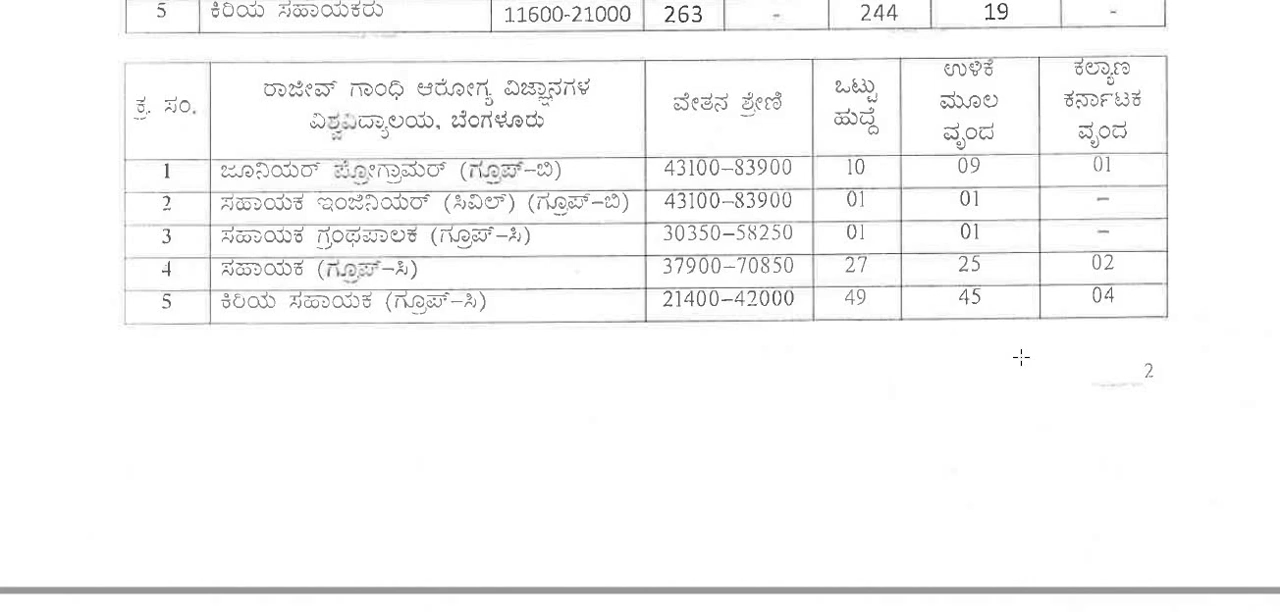 5 ಕಿರಿಯ ಸಹಾಯಕರು 11600-21000 263 - 244 19 -
ಕ್ರ. ಸಂ. ರಾಜೀವ್ ಗಾಂಧಿ ಆರೋಗ್ಯ ವಿಜ್ಞಾನಗಳ ವಿಶ್ವವಿದ್ಯಾಲಯ, ಬೆಂಗಳೂರು ವೇತನ ಶ್ರೇಣಿ ಒಟ್ಟು ಹುದ್ದೆ ಉಳಿಕೆ ಮೂಲ ವೃಂದ ಕಲ್ಯಾಣ ಕರ್ನಾಟಕ ವೃಂದ
1 ಜೂನಿಯರ್ ಪ್ರೋಗ್ರಾಮರ್ (ಗ್ರೂಪ್-ಬಿ) 43100-83900 10 09 01
2 ಸಹಾಯಕ ಇಂಜಿನಿಯರ್ (ಸಿವಿಲ್) (ಗ್ರೂಪ್-ಬಿ) 43100-83900 01 01 -
3 ಸಹಾಯಕ ಗ್ರಂಥಪಾಲಕ (ಗ್ರೂಪ್-ಸಿ) 30350-58250 01 01 -
4 ಸಹಾಯಕ (ಗ್ರೂಪ್-ಸಿ) 37900-70850 27 25 02
5 ಕಿರಿಯ ಸಹಾಯಕ (ಗ್ರೂಪ್-ಸಿ) 21400-42000 49 45 04
2